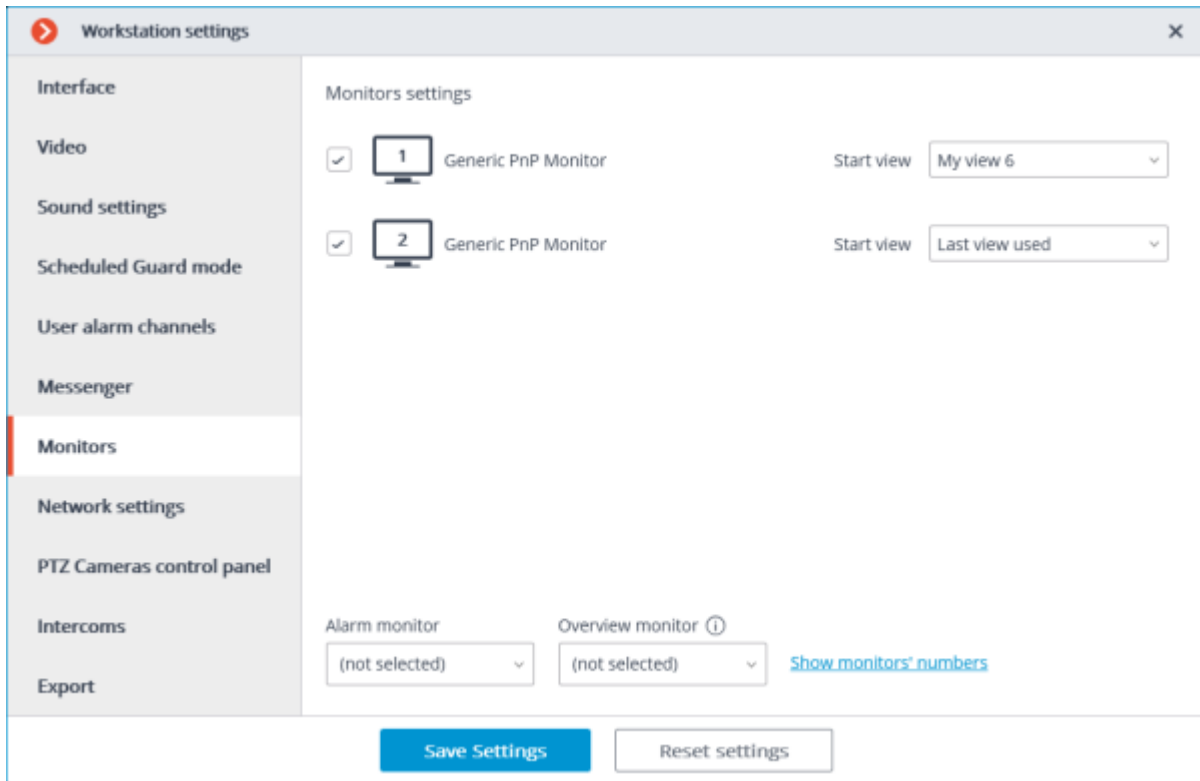 Workstation settings
Interface
Video
Sound settings
Scheduled Guard mode
User alarm channels
Messenger
Monitors
Network settings
PTZ Cameras control panel
Intercoms
Export
Monitors settings
1 Generic PnP Monitor Start view My view 6
2 Generic PnP Monitor Start view Last view used
Alarm monitor Overview monitor
(not selected) (not selected) Show monitors' numbers
Save Settings Reset settings